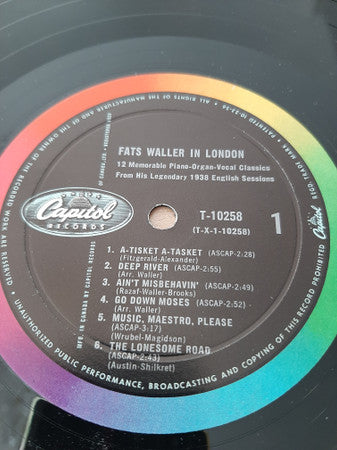 FATS WALLER IN LONDON
12 Memorable Piano-Organ-Vocal Classics
From His Legendary 1938 English Sessions
Capitol
RECORDS
T-10258
(T-X-1-10258)
1
1. A-TISKET A-TASKET (ASCAP-2:28)
(Fitzgerald-Alexander)
2. DEEP RIVER (ASCAP-2:55)
(Arr. Waller)
3. AIN'T MISBEHAVIN' (ASCAP-2:49)
(Razaf-Waller-Brooks)
4. GO DOWN MOSES (ASCAP-2:52)
(Arr. Waller)
5. MUSIC, MAESTRO, PLEASE
(ASCAP-3:17)
(Wrubel-Magidson)
6. THE LONESOME ROAD
(ASCAP-2:43)
(Austin-Shilkret)
MFD. IN CANADA BY CAPITOL RECORDS
ALL RIGHTS OF THE MANUFACTURER AND OF THE OWNER OF THE RECORDED WORK ARE RESERVED
UNAUTHORIZED PUBLIC PERFORMANCE, BROADCASTING AND COPYING OF THIS RECORD PROHIBITED
Capitol